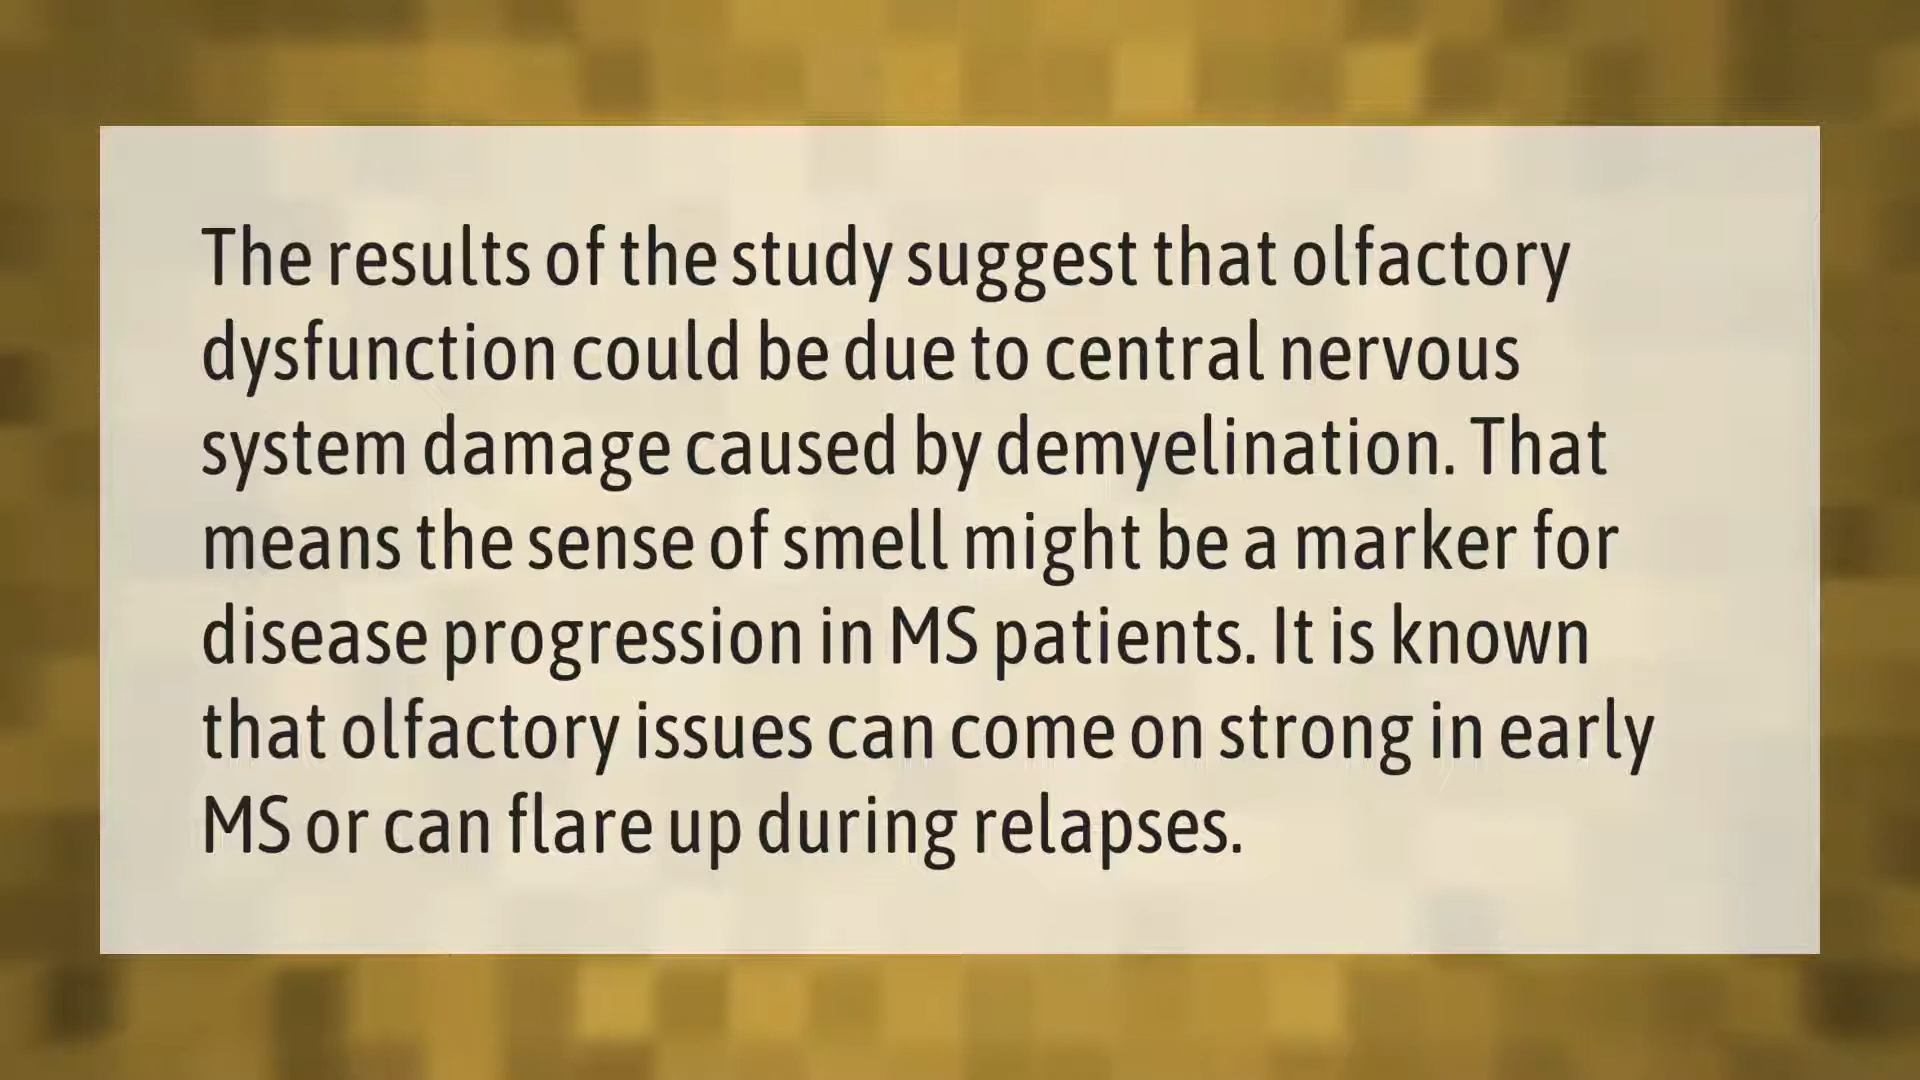 The results of the study suggest that olfactory
dysfunction could be due to central nervous
system damage caused by demyelination. That
means the sense of smell might be a marker for
disease progression in MS patients. It is known
that olfactory issues can come on strong in early
MS or can flare up during relapses.